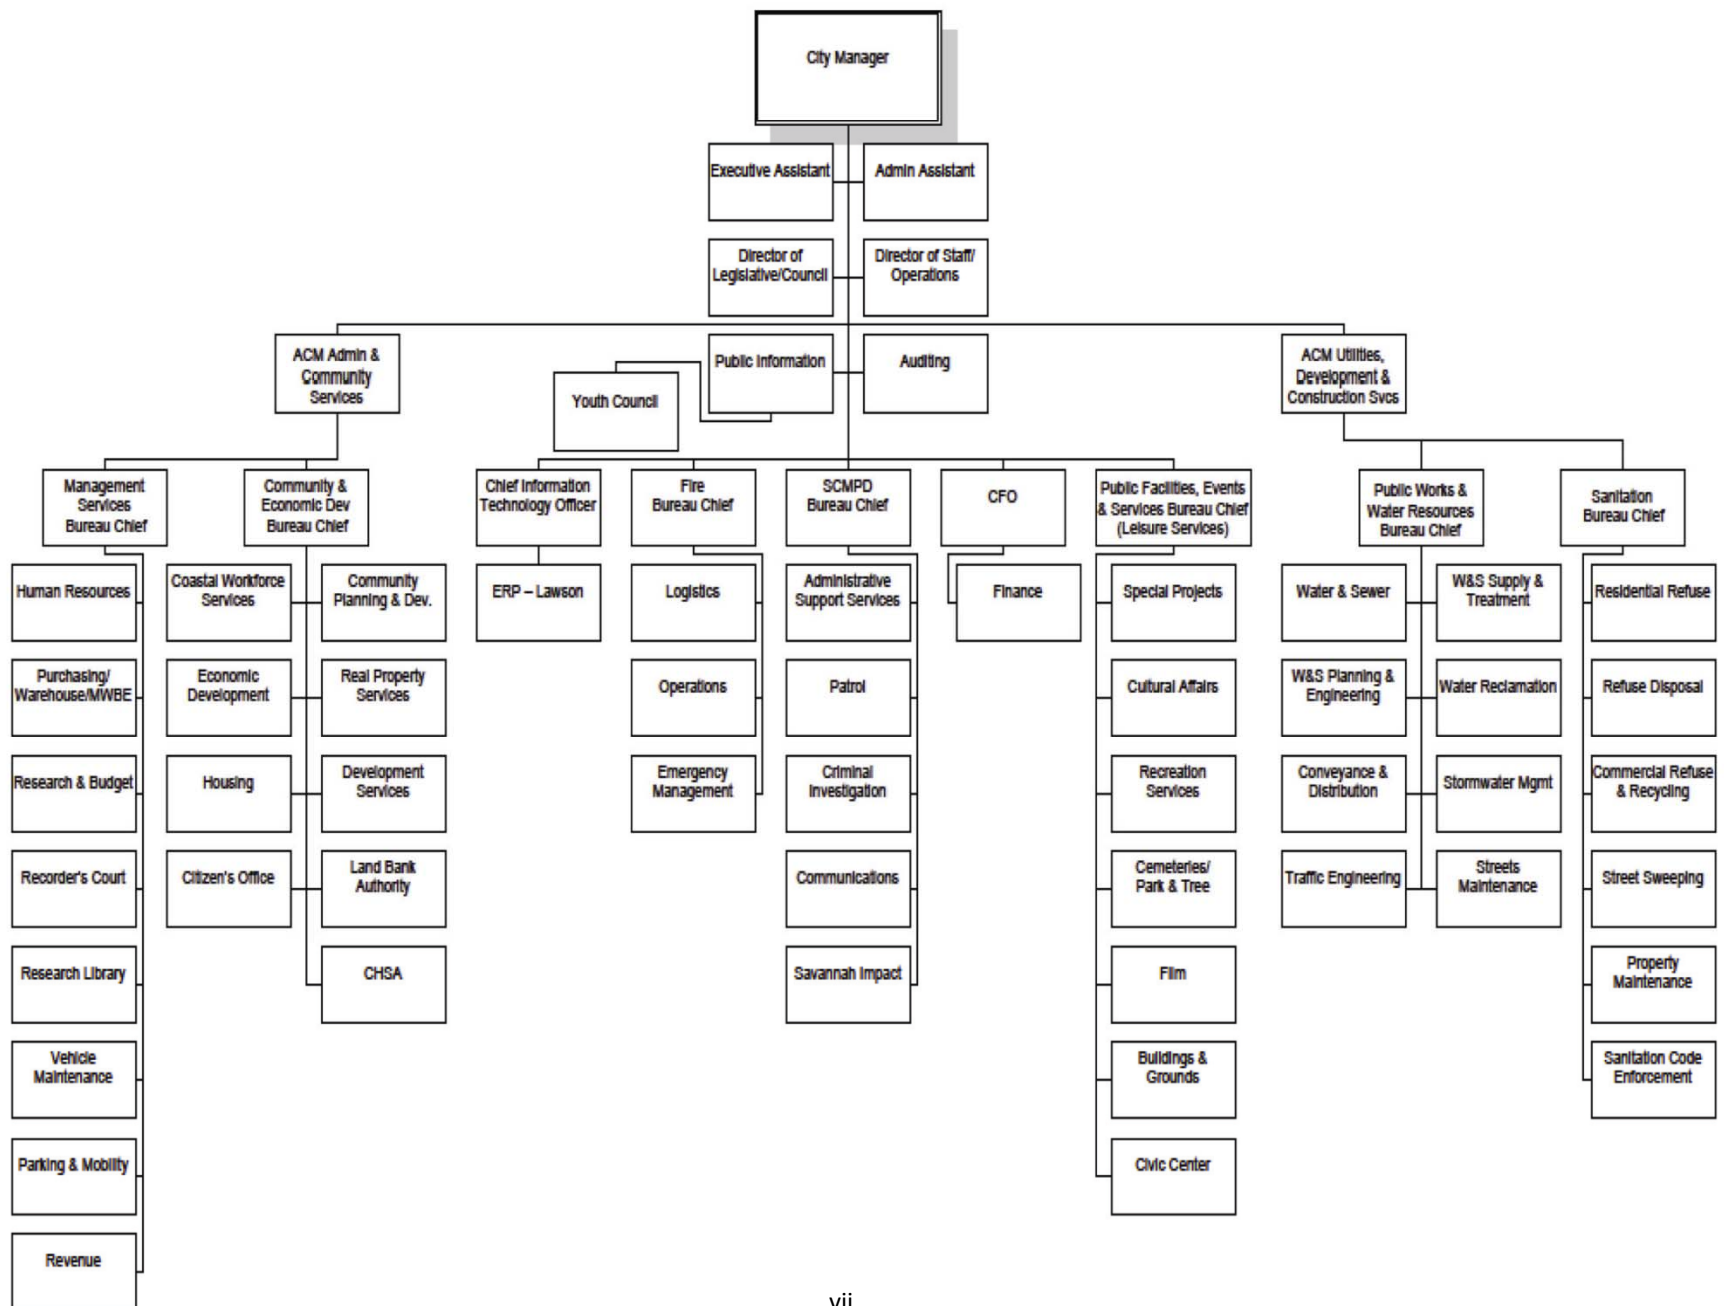 City Manager
Executive Assistant
Admin Assistant
Director of
Legislative/Council
Director of Staff/
Operations
ACM Admin &
Community
Services
Youth Council
Public Information
Auditing
ACM Utilities,
Development &
Construction Svcs
Management
Services
Bureau Chief
Community &
Economic Dev
Bureau Chief
Chief Information
Technology Officer
Fire
Bureau Chief
SCMPD
Bureau Chief
CFO
Public Facilities, Events
& Services Bureau Chief
(Leisure Services)
Public Works &
Water Resources
Bureau Chief
Sanitation
Bureau Chief
Human Resources
Coastal Workforce
Services
Community
Planning & Dev.
ERP – Lawson
Logistics
Administrative
Support Services
Finance
Special Projects
Water & Sewer
W&S Supply &
Treatment
Residential Refuse
Purchasing/
Warehouse/MWBE
Economic
Development
Real Property
Services
Operations
Patrol
Cultural Affairs
W&S Planning &
Engineering
Water Reclamation
Refuse Disposal
Research & Budget
Housing
Development
Services
Emergency
Management
Criminal
Investigation
Recreation
Services
Conveyance &
Distribution
Stormwater Mgmt
Commercial Refuse
& Recycling
Recorder's Court
Citizen's Office
Land Bank
Authority
Communications
Cemeteries/
Park & Tree
Traffic Engineering
Streets
Maintenance
Street Sweeping
Research Library
CHSA
Savannah Impact
Film
Property
Maintenance
Vehicle
Maintenance
Buildings &
Grounds
Sanitation Code
Enforcement
Parking & Mobility
Civic Center
Revenue
vii